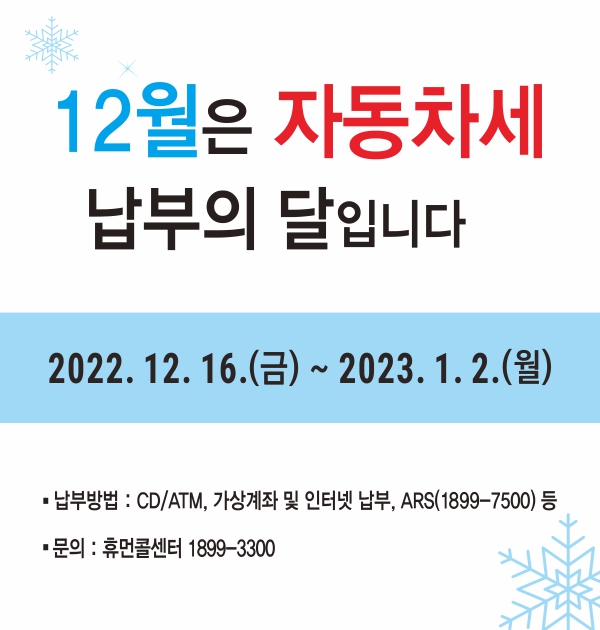 12월은 자동차세
납부의 달입니다
2022. 12. 16.(금) ~ 2023. 1. 2.(월)
▪ 납부방법 : CD/ATM, 가상계좌 및 인터넷 납부, ARS(1899-7500) 등
▪ 문의 : 휴먼콜센터 1899-3300